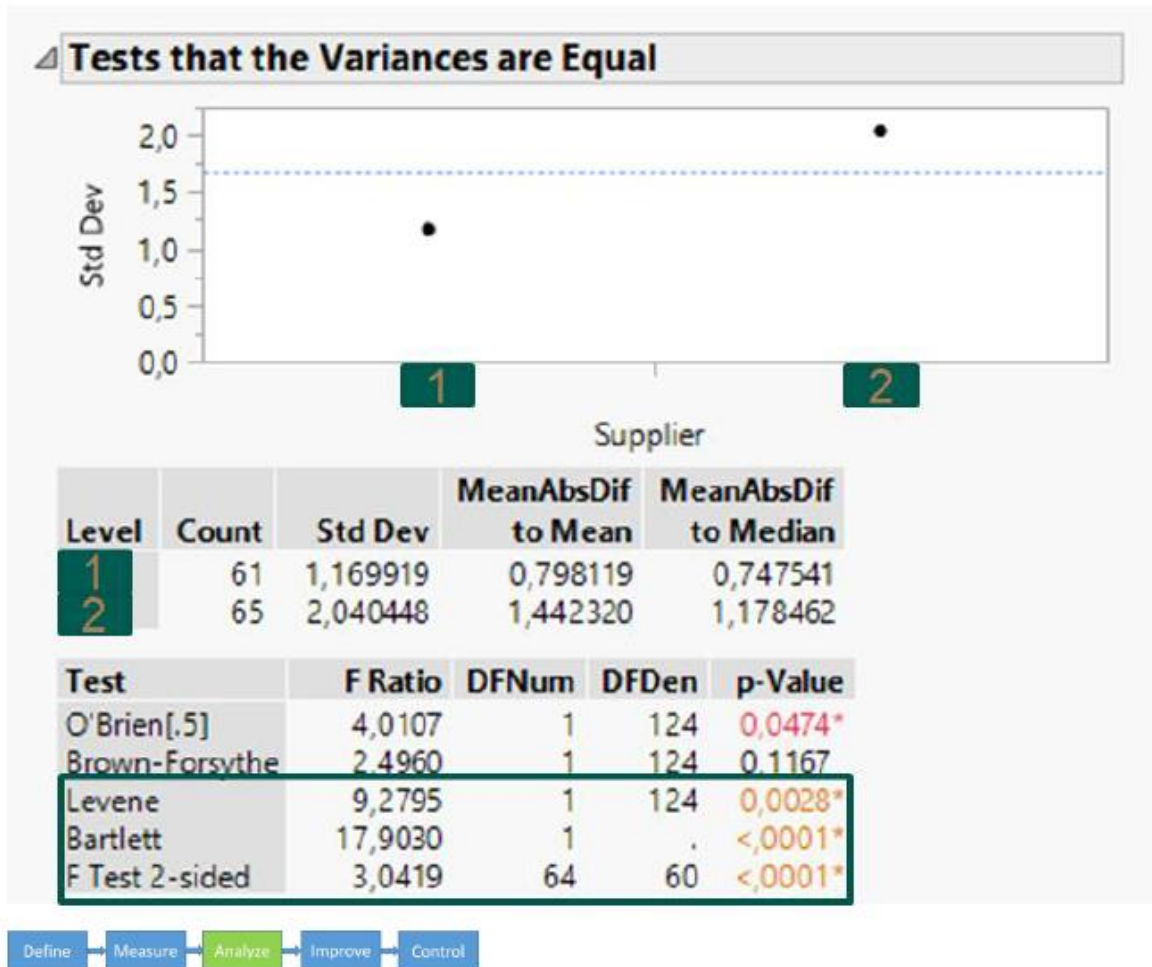 Tests that the Variances are Equal
2,0
1,5
1,0
0,5
0,0
Std Dev
1 2
Supplier
Level Count Std Dev MeanAbsDif to Mean MeanAbsDif to Median
1 61 1,169919 0,798119 0,747541
2 65 2,040448 1,442320 1,178462
Test F Ratio DFNum DFDen p-Value
O'Brien[.5] 4,0107 1 124 0,0474*
Brown-Forsythe 2,4960 1 124 0,1167
Levene 9,2795 1 124 0,0028*
Bartlett 17,9030 1 . <,0001*
F Test 2-sided 3,0419 64 60 <,0001*
Define Measure Analyze Improve Control